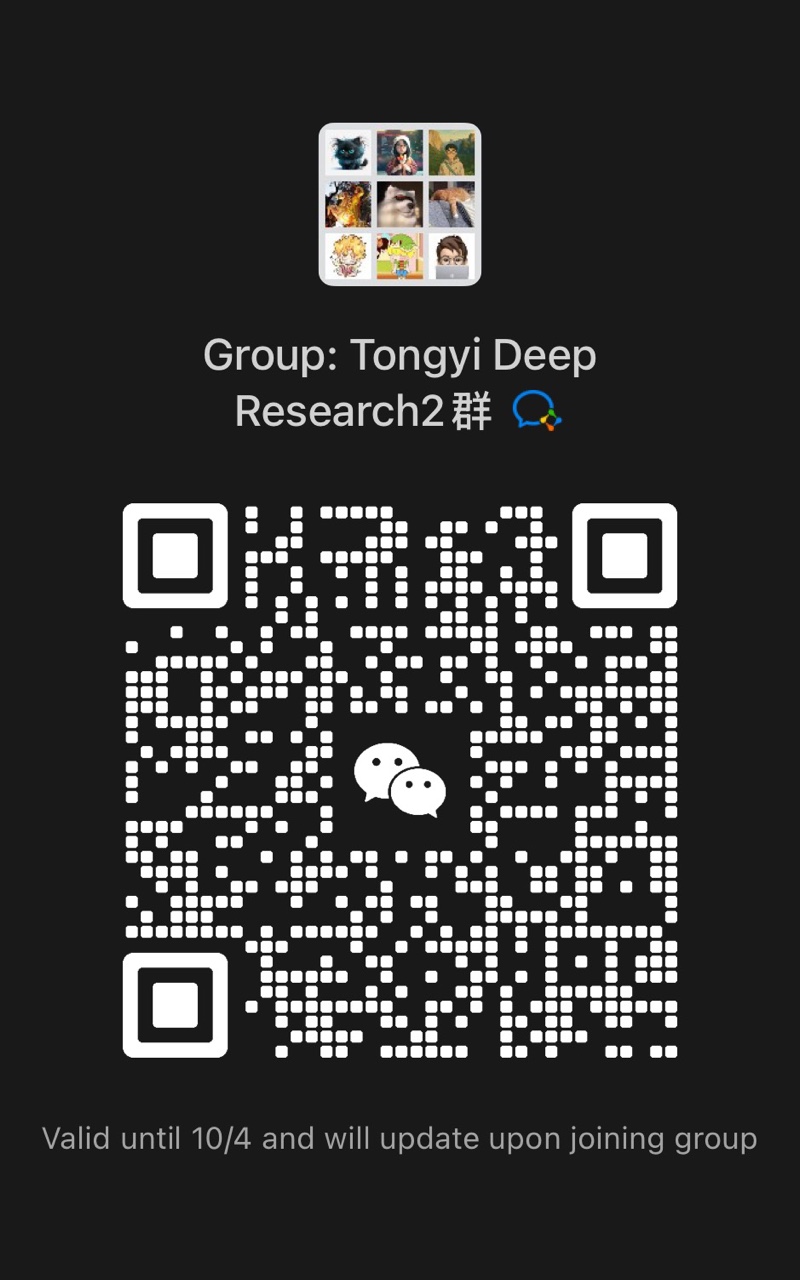 Group: Tongyi Deep
Research2群
Valid until 10/4 and will update upon joining group